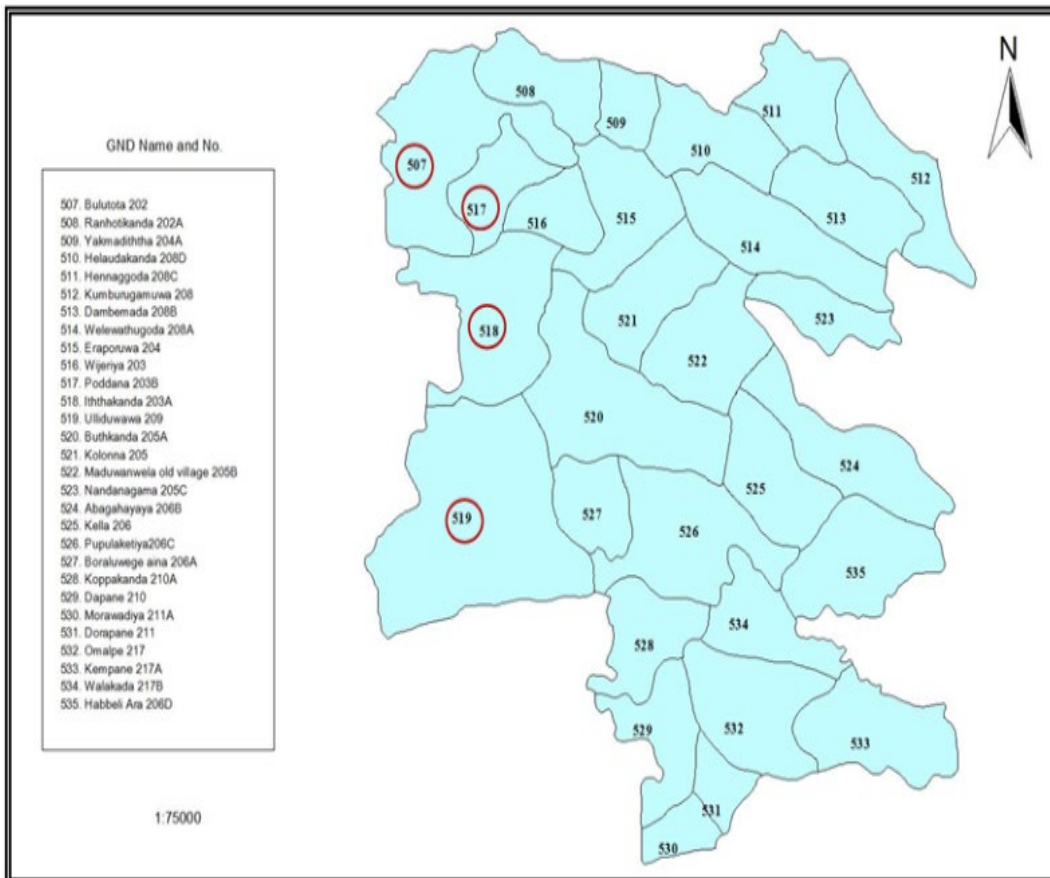 N
GND Name and No.
507. Bulutota 202
508. Ranhotikanda 202A
509. Yakmadiththa 204A
510. Helaudakanda 208D
511. Hennaggoda 208C
512. Kumburugamuwa 208
513. Dambemada 208B
514. Welewathugoda 208A
515. Eraporuwa 204
516. Wijeriya 203
517. Poddana 203B
518. Iththakanda 203A
519. Ulliduwawa 209
520. Buthkanda 205A
521. Kolonna 205
522. Maduwanwela old village 205B
523. Nandanagama 205C
524. Abagahayaya 206B
525. Kella 206
526. Pupulaketiya206C
527. Boraluwege aina 206A
528. Koppakanda 210A
529. Dapane 210
530. Morawadiya 211A
531. Dorapane 211
532. Omalpe 217
533. Kempane 217A
534. Walakada 217B
535. Habbeli Ara 206D
1:75000
508
509
511
510
507
512
517
516
515
513
514
518
521
523
522
520
524
525
519
527
526
535
534
528
529
532
533
531
530